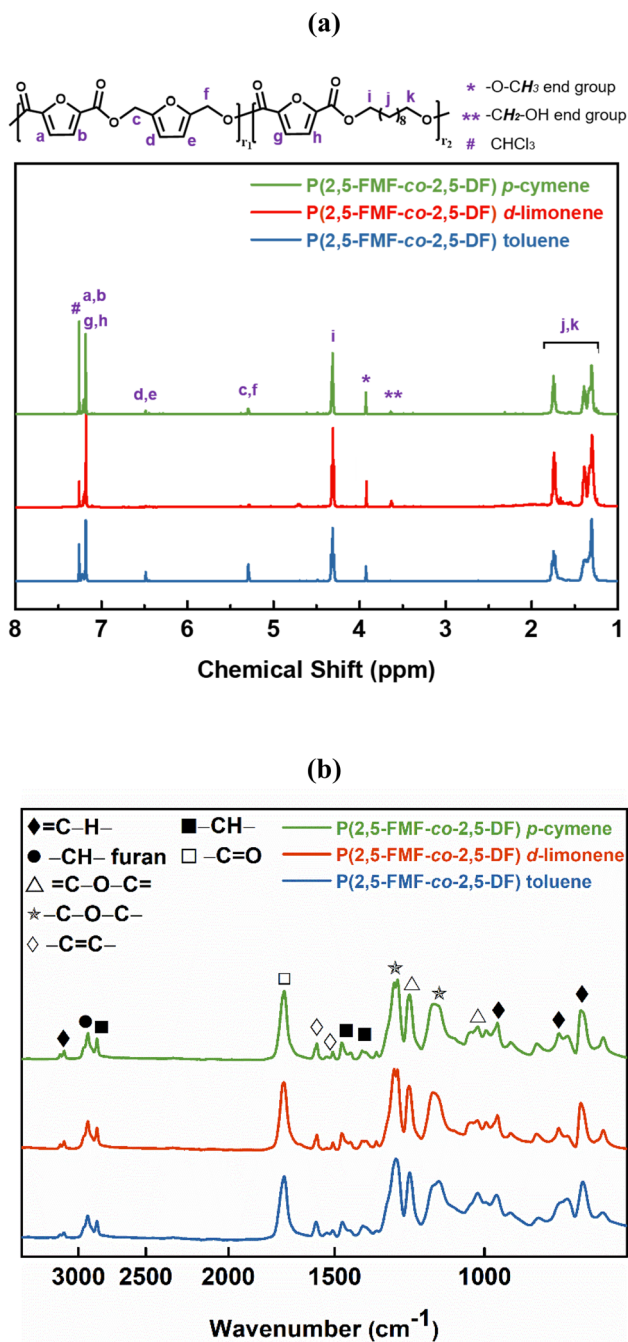 (a)
O O O O O O O O O O
c f i j k
a b d e r₁ g h 8 r₂
* -O-CH₃ end group
** -CH₂-OH end group
# CHCl₃
P(2,5-FMF-co-2,5-DF) p-cymene
P(2,5-FMF-co-2,5-DF) d-limonene
P(2,5-FMF-co-2,5-DF) toluene
# a,b
g,h
d,e c,f i * ** j,k
8 7 6 5 4 3 2 1
Chemical Shift (ppm)
(b)
=C–H–
–CH– furan
=C–O–C=
–C–O–C–
–C=C–
–CH–
–C=O
P(2,5-FMF-co-2,5-DF) p-cymene
P(2,5-FMF-co-2,5-DF) d-limonene
P(2,5-FMF-co-2,5-DF) toluene
3000 2500 2000 1500 1000
Wavenumber (cm⁻¹)